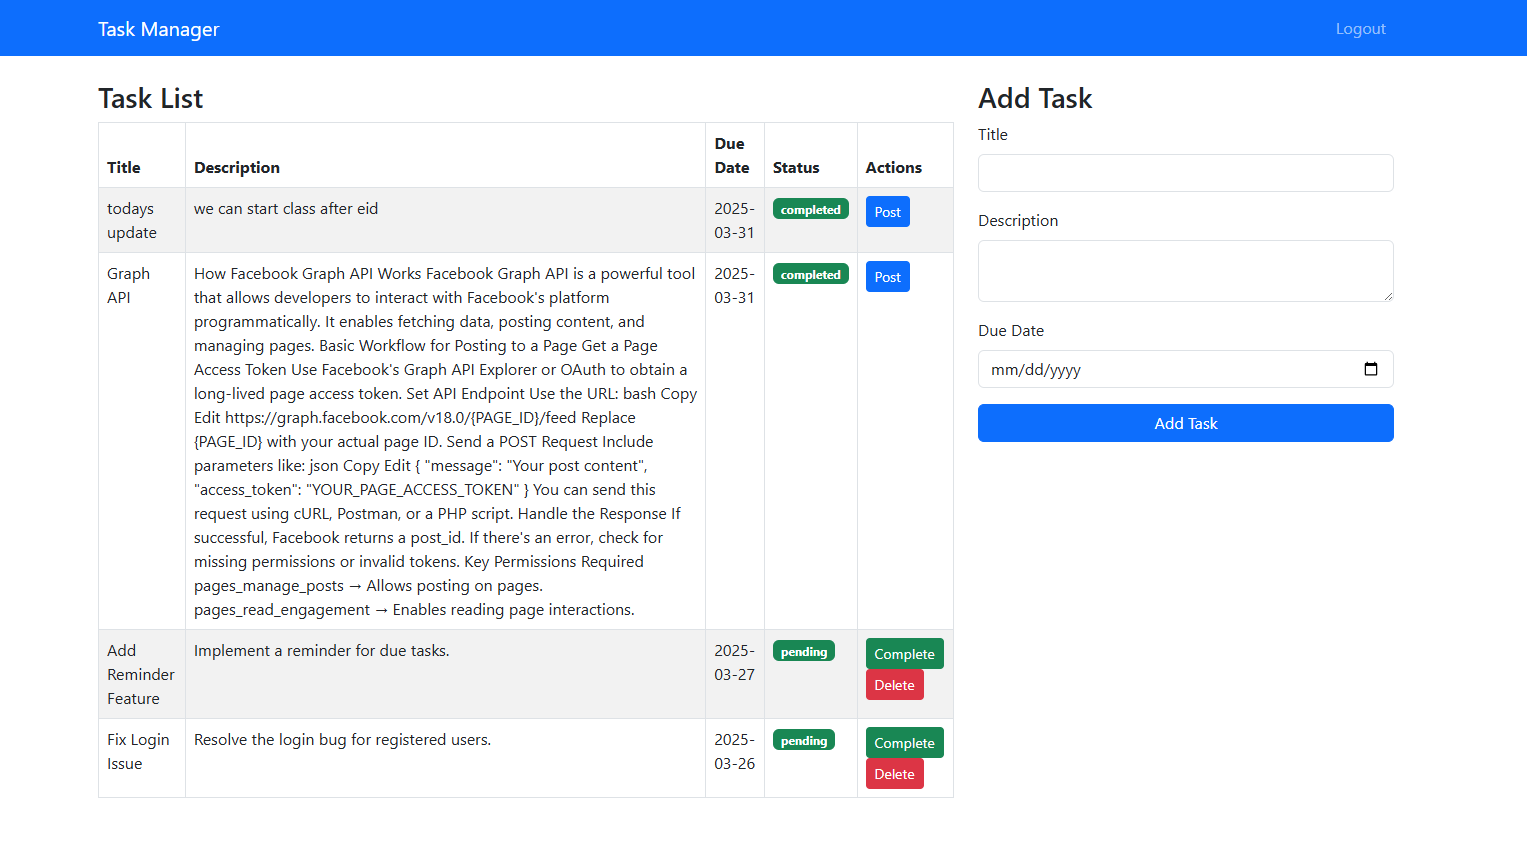 Task Manager
Logout
Task List
Title
Description
Due
Date
Status
Actions
todays
update
we can start class after eid
2025-
03-31
completed
Post
Graph
API
How Facebook Graph API Works Facebook Graph API is a powerful tool
that allows developers to interact with Facebook's platform
programmatically. It enables fetching data, posting content, and
managing pages. Basic Workflow for Posting to a Page Get a Page
Access Token Use Facebook's Graph API Explorer or OAuth to obtain a
long-lived page access token. Set API Endpoint Use the URL: bash Copy
Edit https://graph.facebook.com/v18.0/{PAGE_ID}/feed Replace
{PAGE_ID} with your actual page ID. Send a POST Request Include
parameters like: json Copy Edit { "message": "Your post content",
"access_token": "YOUR_PAGE_ACCESS_TOKEN" } You can send this
request using cURL, Postman, or a PHP script. Handle the Response If
successful, Facebook returns a post_id. If there's an error, check for
missing permissions or invalid tokens. Key Permissions Required
pages_manage_posts → Allows posting on pages.
pages_read_engagement → Enables reading page interactions.
2025-
03-31
completed
Post
Add
Reminder
Feature
Implement a reminder for due tasks.
2025-
03-27
pending
Complete
Delete
Fix Login
Issue
Resolve the login bug for registered users.
2025-
03-26
pending
Complete
Delete
Add Task
Title
Description
Due Date
mm/dd/yyyy
Add Task